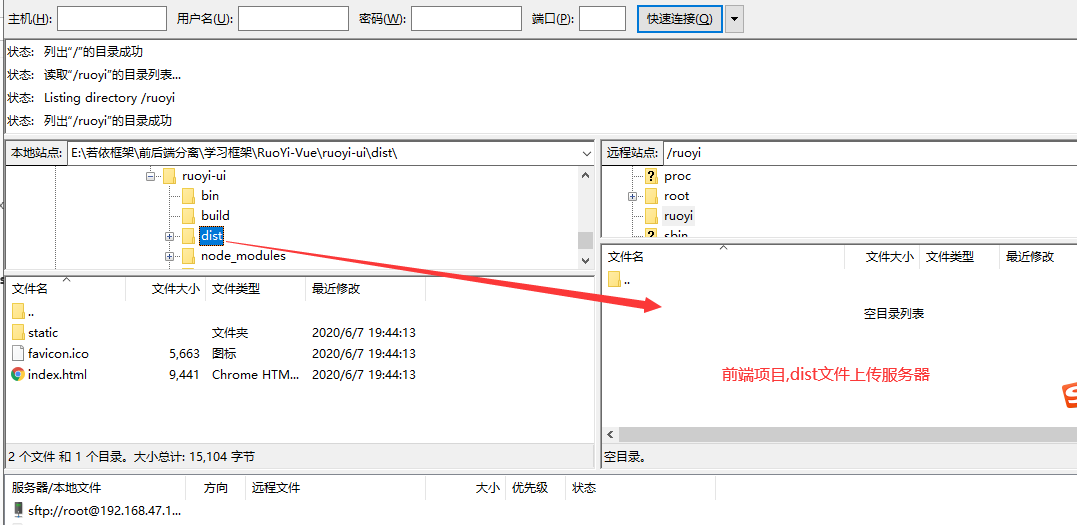 主机(H): 用户名(U): 密码(W): 端口(P): 快速连接(Q)
状态: 列出“/”的目录成功
状态: 读取“/ruoyi”的目录列表...
状态: Listing directory /ruoyi
状态: 列出“/ruoyi”的目录成功
本地站点: E:\若依框架\前后端分离\学习框架\RuoYi-Vue\ruoyi-ui\dist\
ruoyi-ui
bin
build
dist
node_modules
远程站点: /ruoyi
? proc
root
ruoyi
? sbin
文件名 文件大小 文件类型 最近修改
..
static 文件夹 2020/6/7 19:44:13
favicon.ico 5,663 图标 2020/6/7 19:44:13
index.html 9,441 Chrome HTM... 2020/6/7 19:44:13
2 个文件 和 1 个目录。大小总计: 15,104 字节
文件名 文件大小 文件类型 最近修改
..
空目录列表
前端项目,dist文件上传服务器
空目录。
服务器/本地文件 方向 远程文件 大小 优先级 状态
sftp://root@192.168.47.1...